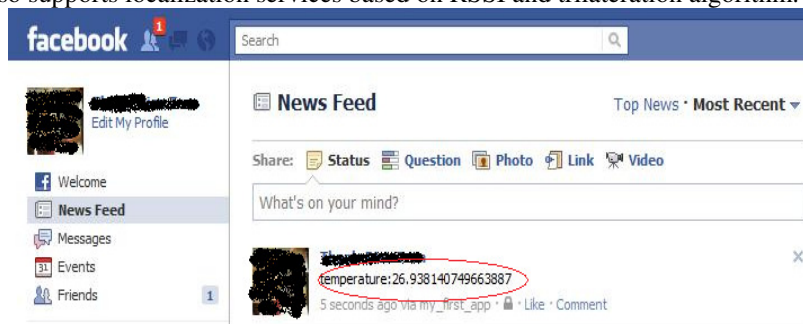 so supports localization services based on RSSI and trilateration algorithm.
facebook 1 Search
News Feed Top News · Most Recent
Edit My Profile
Share: Status Question Photo Link Video
Welcome
What's on your mind?
News Feed
Messages
31 Events
temperature:26.938140749663887
Friends 1
5 seconds ago via my_first_app · Like · Comment